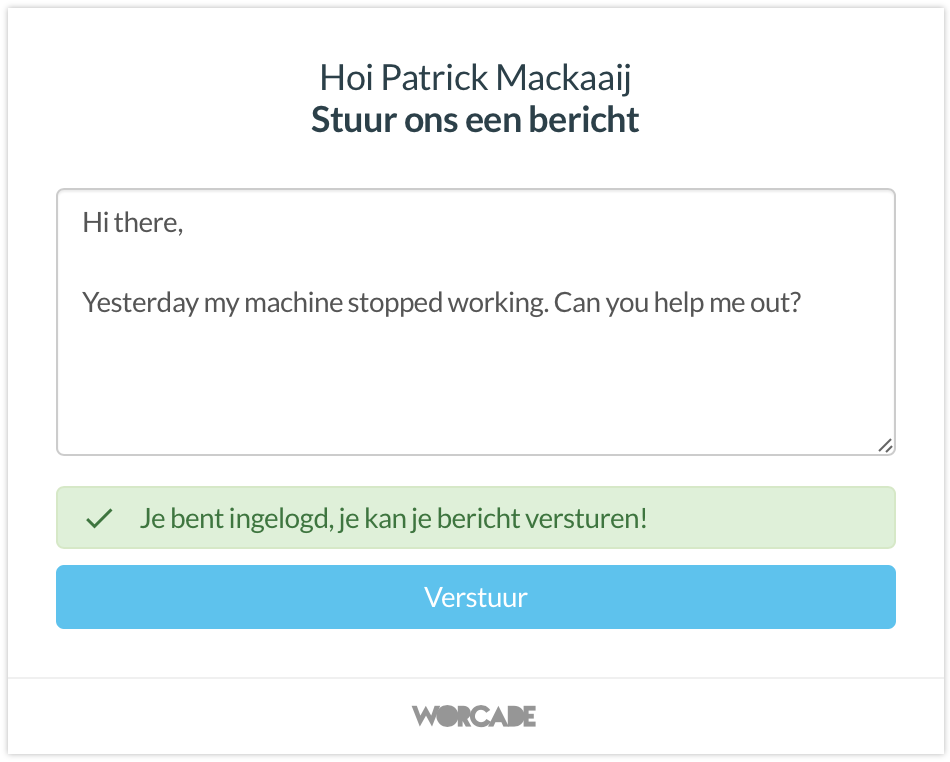 Hoi Patrick Mackaaij
Stuur ons een bericht
Hi there,
Yesterday my machine stopped working. Can you help me out?
Je bent ingelogd, je kan je bericht versturen!
Verstuur
WORCADE